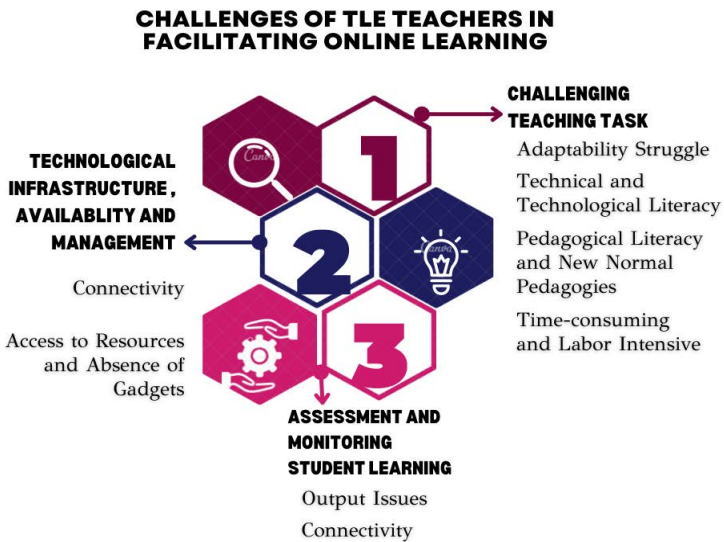 CHALLENGES OF TLE TEACHERS IN
FACILITATING ONLINE LEARNING
1
CHALLENGING
TEACHING TASK
Adaptability Struggle
Technical and
Technological Literacy
Pedagogical Literacy
and New Normal
Pedagogies
Time-consuming
and Labor Intensive
2
TECHNOLOGICAL
INFRASTRUCTURE,
AVAILABLITY AND
MANAGEMENT
Connectivity
Access to Resources
and Absence of
Gadgets
3
ASSESSMENT AND
MONITORING
STUDENT LEARNING
Output Issues
Connectivity
Canva
Canva